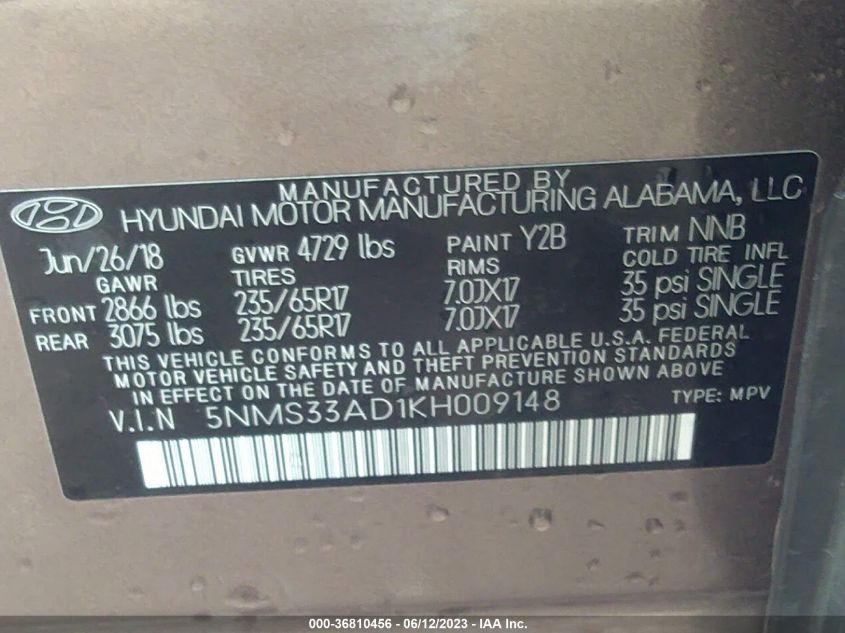 MANUFACTURED BY
HYUNDAI MOTOR MANUFACTURING ALABAMA, LLC
Jun/26/18 GVWR 4729 lbs PAINT Y2B TRIM NNB
GAWR TIRES RIMS COLD TIRE INFL
FRONT 2866 lbs 235/65R17 7.0JX17 35 psi SINGLE
REAR 3075 lbs 235/65R17 7.0JX17 35 psi SINGLE
THIS VEHICLE CONFORMS TO ALL APPLICABLE U.S.A. FEDERAL
MOTOR VEHICLE SAFETY AND THEFT PREVENTION STANDARDS
IN EFFECT ON THE DATE OF MANUFACTURE SHOWN ABOVE
V.I.N 5NMS33AD1KH009148 TYPE: MPV
000-36810456 - 06/12/2023 - IAA Inc.